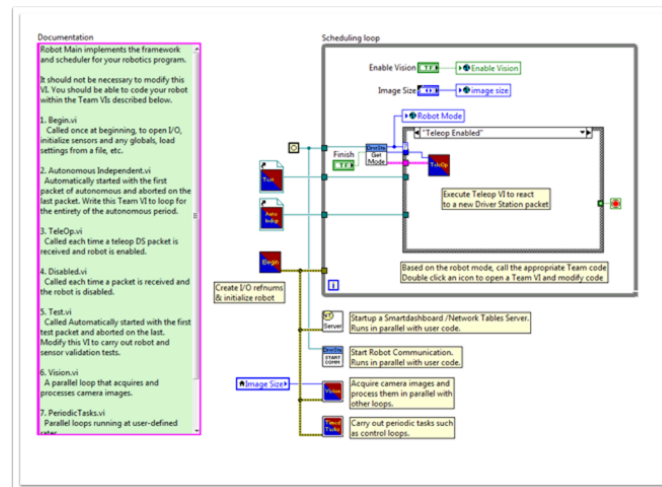 Documentation
Robot Main implements the framework
and scheduler for your robotics program.
It should not be necessary to modify this
VI. You should be able to code your robot
within the Team VIs described below.
1. Begin.vi
Called once at beginning, to open I/O,
initialize sensors and any globals, load
settings from a file, etc.
2. Autonomous Independent.vi
Automatically started with the first
packet of autonomous and aborted on the
last packet. Write this Team VI to loop for
the entirety of the autonomous period.
3. TeleOp.vi
Called each time a teleop DS packet is
received and robot is enabled.
4. Disabled.vi
Called each time a packet is received and
the robot is disabled.
5. Test.vi
Called Automatically started with the first
test packet and aborted on the last.
Modify this VI to carry out robot and
sensor validation tests.
6. Vision.vi
A parallel loop that acquires and
processes camera images.
7. PeriodicTasks.vi
Parallel loops running at user-defined
rates
Scheduling loop
Enable Vision
TF
Enable Vision
Image Size
image size
Robot Mode
"Teleop Enabled"
Finish
TF
Get
Mode
TeleOp
Execute Teleop VI to react
to a new Driver Station packet
Test
Auto
Indep
Begin
Based on the robot mode, call the appropriate Team code
Double click an icon to open a Team VI and modify code
i
Create I/O refnums
& initialize robot
Server
Startup a Smartdashboard /Network Tables Server.
Runs in parallel with user code.
START
COMM
Start Robot Communication.
Runs in parallel with user code.
Image Size
Vision
Acquire camera images and
process them in parallel with
other loops.
Timed
Tasks
Carry out periodic tasks such
as control loops.